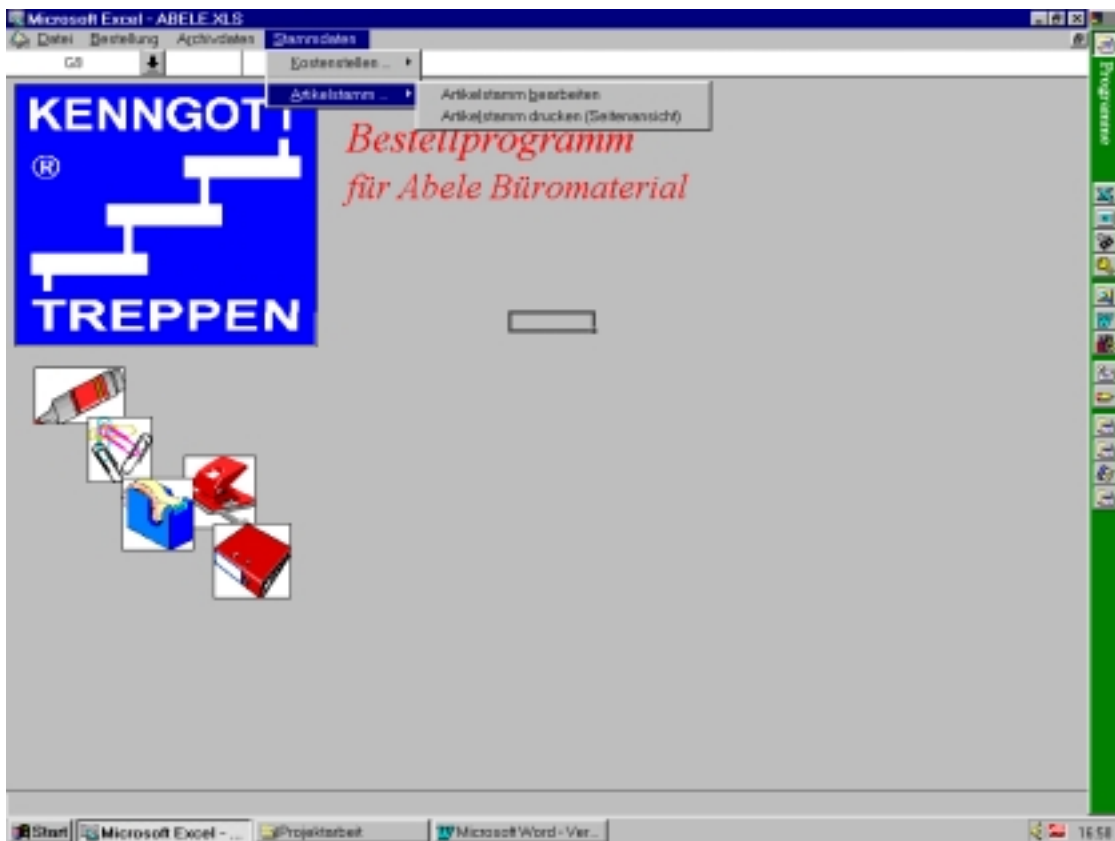 Microsoft Excel - ABELE.XLS
Datei Bestellung Archivdaten Stammdaten
G9
Kostenstellen ...
Artikelstamm ...
Artikelstamm bearbeiten
Artikelstamm drucken (Seitenansicht)
Programme
KENNGOTT
®
TREPPEN
Bestellprogramm
für Abele Büromaterial
Start
Microsoft Excel - ...
Projektarbeit
Microsoft Word - Ver...
16:58